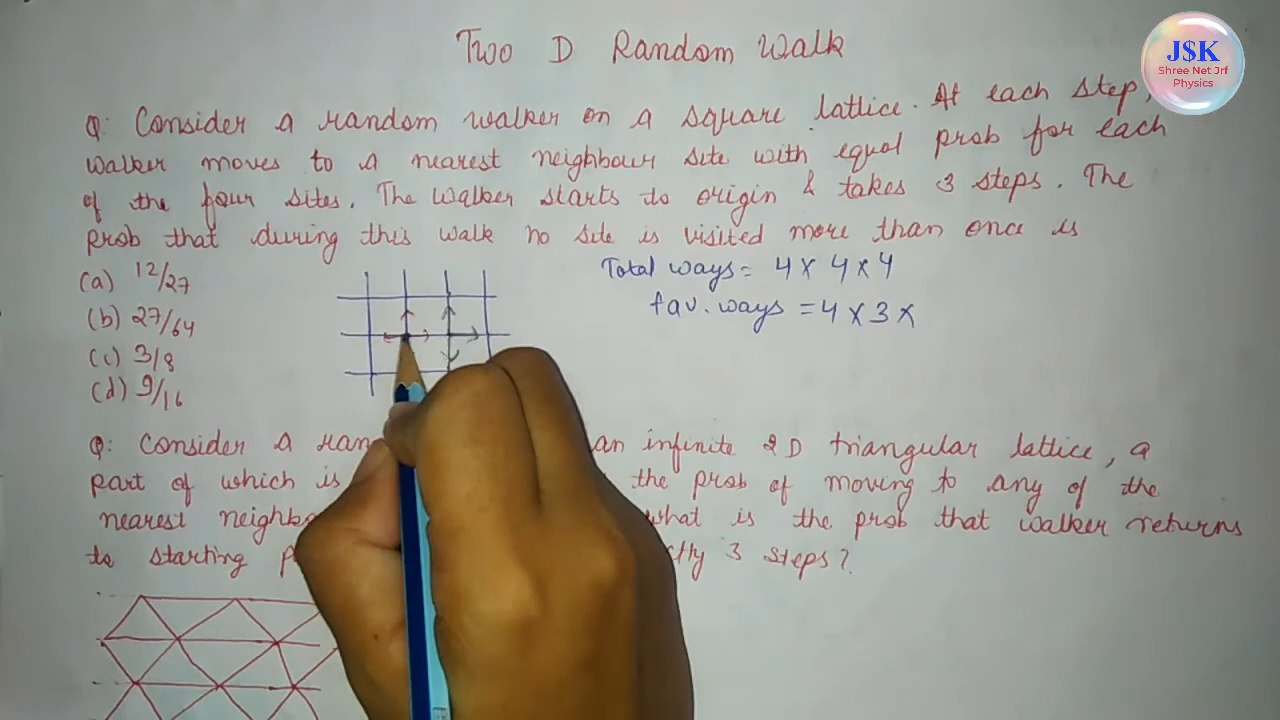 Two D Random Walk
J$K
Shree Net Jrf
Physics
Q: Consider a random walker on a square lattice. At each step,
walker moves to a nearest neighbour site with equal prob for each
of the four sites. The walker starts to origin & takes 3 steps. The
prob that during this walk no site is visited more than once is
(a) 12/27
(b) 27/64
(c) 3/8
(d) 9/16
Total ways = 4 x 4 x 4
fav. ways = 4 x 3 x
Q: Consider a ran an infinite 2D triangular lattice, a
part of which is the prob of moving to any of the
nearest neighbo what is the prob that walker returns
to starting 3 steps?